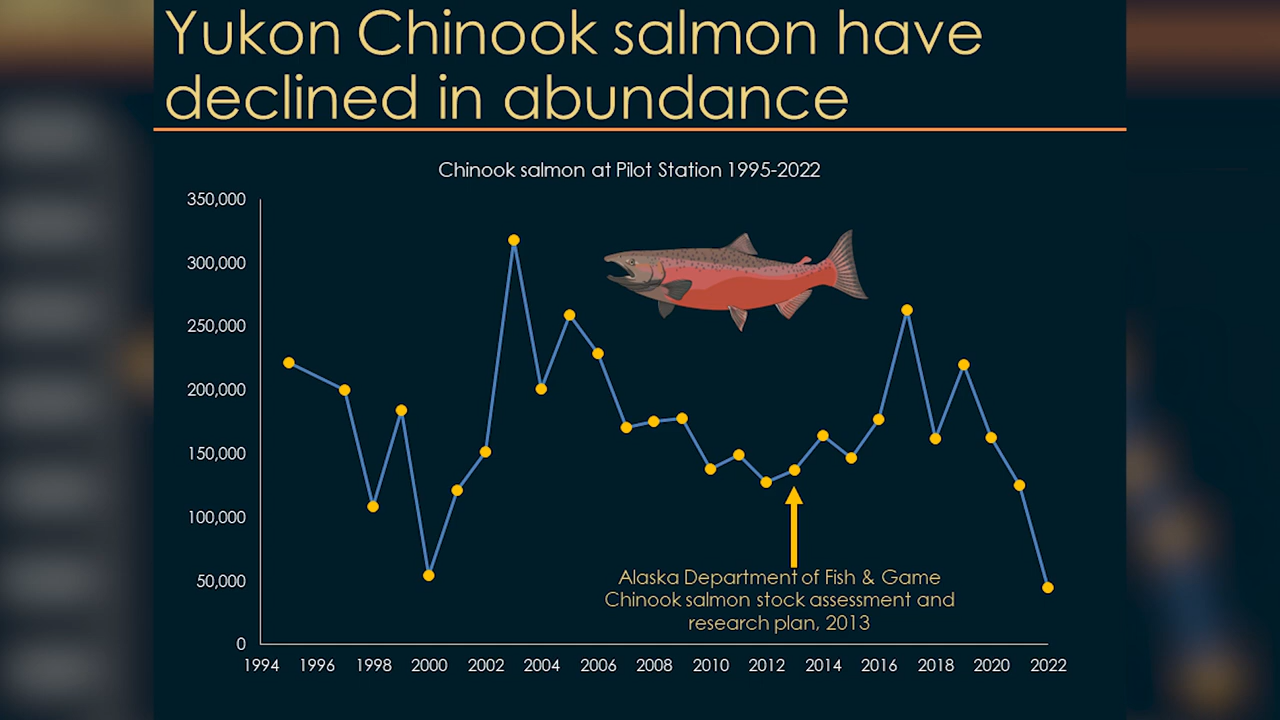 Yukon Chinook salmon have
declined in abundance
Chinook salmon at Pilot Station 1995-2022
350,000
300,000
250,000
200,000
150,000
100,000
50,000
0
Alaska Department of Fish & Game
Chinook salmon stock assessment and
research plan, 2013
1994 1996 1998 2000 2002 2004 2006 2008 2010 2012 2014 2016 2018 2020 2022